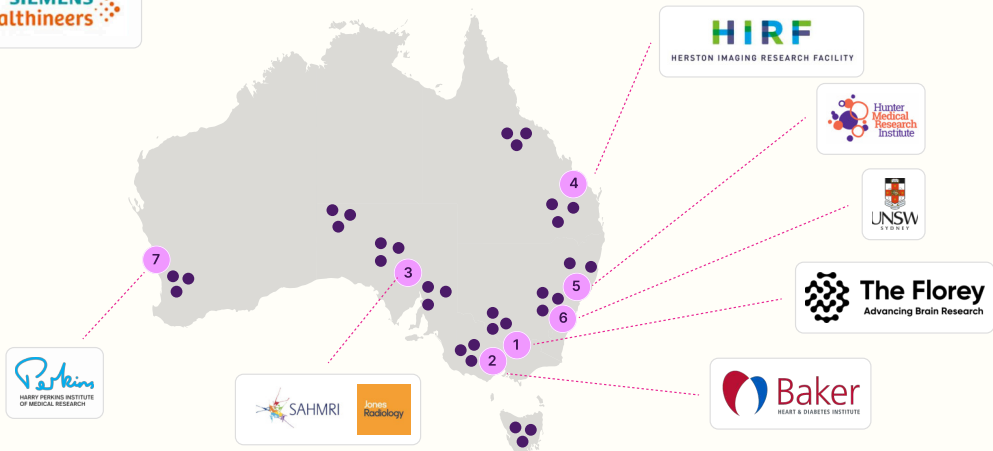 SIEMENS
althineers
HIRF
HERSTON IMAGING RESEARCH FACILITY
Hunter
Medical
Research
Institute
4
UNSW
SYDNEY
7
3
5
The Florey
Advancing Brain Research
6
1
2
Perkins
HARRY PERKINS INSTITUTE
OF MEDICAL RESEARCH
SAHMRI
Jones
Radiology
Baker
HEART & DIABETES INSTITUTE